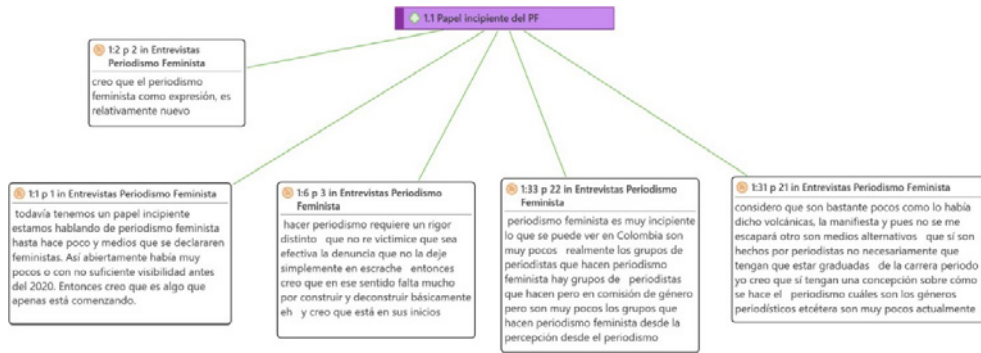 1.1 Papel incipiente del PF
1:2 p 2 in Entrevistas
Periodismo Feminista
creo que el periodismo
feminista como expresión, es
relativamente nuevo
1:1 p 1 in Entrevistas Periodismo Feminista
todavía tenemos un papel incipiente
estamos hablando de periodismo feminista
hasta hace poco y medios que se declararen
feministas. Así abiertamente había muy
pocos o con no suficiente visibilidad antes
del 2020. Entonces creo que es algo que
apenas está comenzando.
1:6 p 3 in Entrevistas Periodismo
Feminista
hacer periodismo requiere un rigor
distinto que no re victimice que sea
efectiva la denuncia que no la deje
simplemente en escrache entonces
creo que en ese sentido falta mucho
por construir y deconstruir básicamente
eh y creo que está en sus inicios
1:33 p 22 in Entrevistas Periodismo
Feminista
periodismo feminista es muy incipiente
lo que se puede ver en Colombia son
muy pocos realmente los grupos de
periodistas que hacen periodismo
feminista hay grupos de periodistas
que hacen pero en comisión de género
pero son muy pocos los grupos que
hacen periodismo feminista desde la
percepción desde el periodismo
1:31 p 21 in Entrevistas Periodismo Feminista
considero que son bastante pocos como lo había
dicho volcánicas, la manifiesta y pues no se me
escapará otro son medios alternativos que sí son
hechos por periodistas no necesariamente que
tengan que estar graduadas de la carrera periodo
yo creo que sí tengan una concepción sobre cómo
se hace el periodismo cuáles son los géneros
periodísticos etcétera son muy pocos actualmente